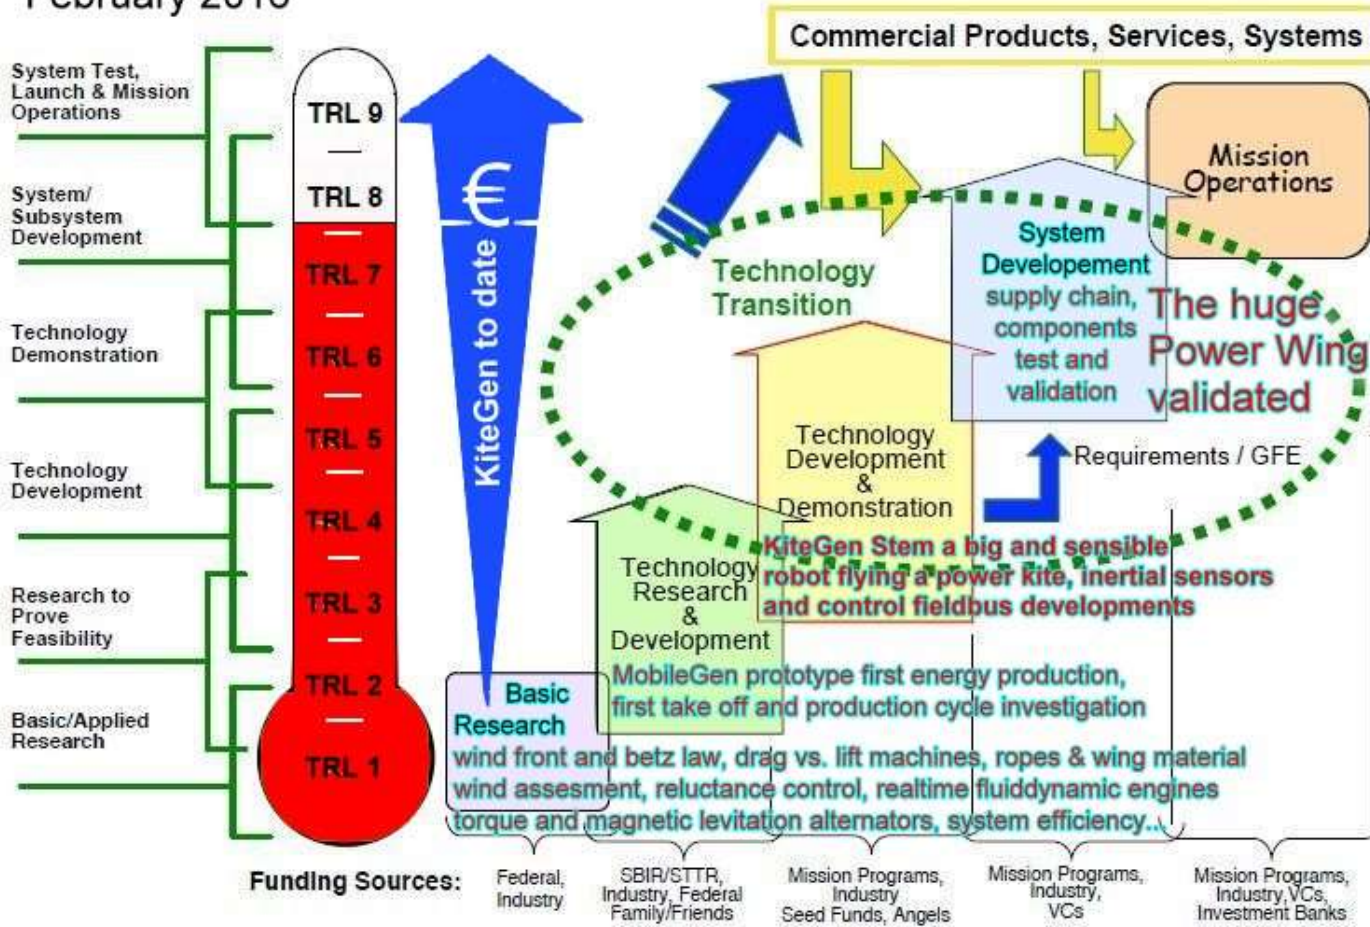 February 2016
Commercial Products, Services, Systems
System Test,
Launch & Mission
Operations
System/
Subsystem
Development
Technology
Demonstration
Technology
Development
Research to
Prove
Feasibility
Basic/Applied
Research
TRL 9
TRL 8
TRL 7
TRL 6
TRL 5
TRL 4
TRL 3
TRL 2
TRL 1
KiteGen to date €
Technology
Transition
Mission
Operations
System
Developement
supply chain,
components
test and
validation
The huge
Power Wing
validated
Requirements / GFE
Technology
Development
&
Demonstration
KiteGen Stem a big and sensible
robot flying a power kite, inertial sensors
and control fieldbus developments
Technology
Research
&
Development
MobileGen prototype first energy production,
first take off and production cycle investigation
Basic
Research
wind front and betz law, drag vs. lift machines, ropes & wing material
wind assesment, reluctance control, realtime fluiddynamic engines
torque and magnetic levitation alternators, system efficiency...
Funding Sources:
Federal,
Industry
SBIR/STTR,
Industry, Federal
Family/Friends
Mission Programs,
Industry
Seed Funds, Angels
Mission Programs,
Industry,
VCs
Mission Programs,
Industry,VCs,
Investment Banks